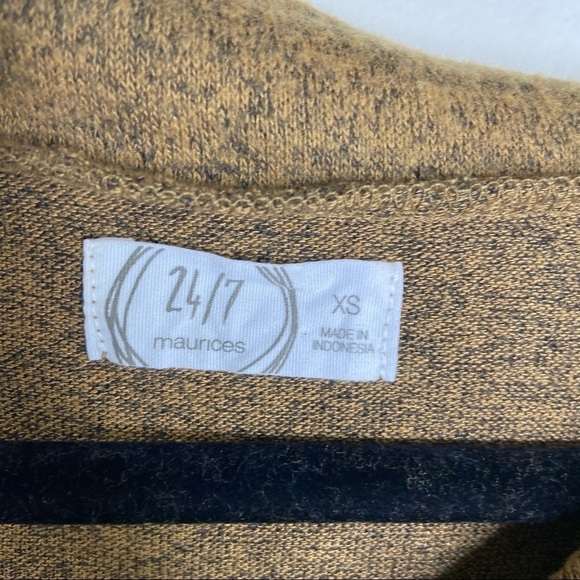 24/7
maurices
XS
MADE IN
INDONESIA